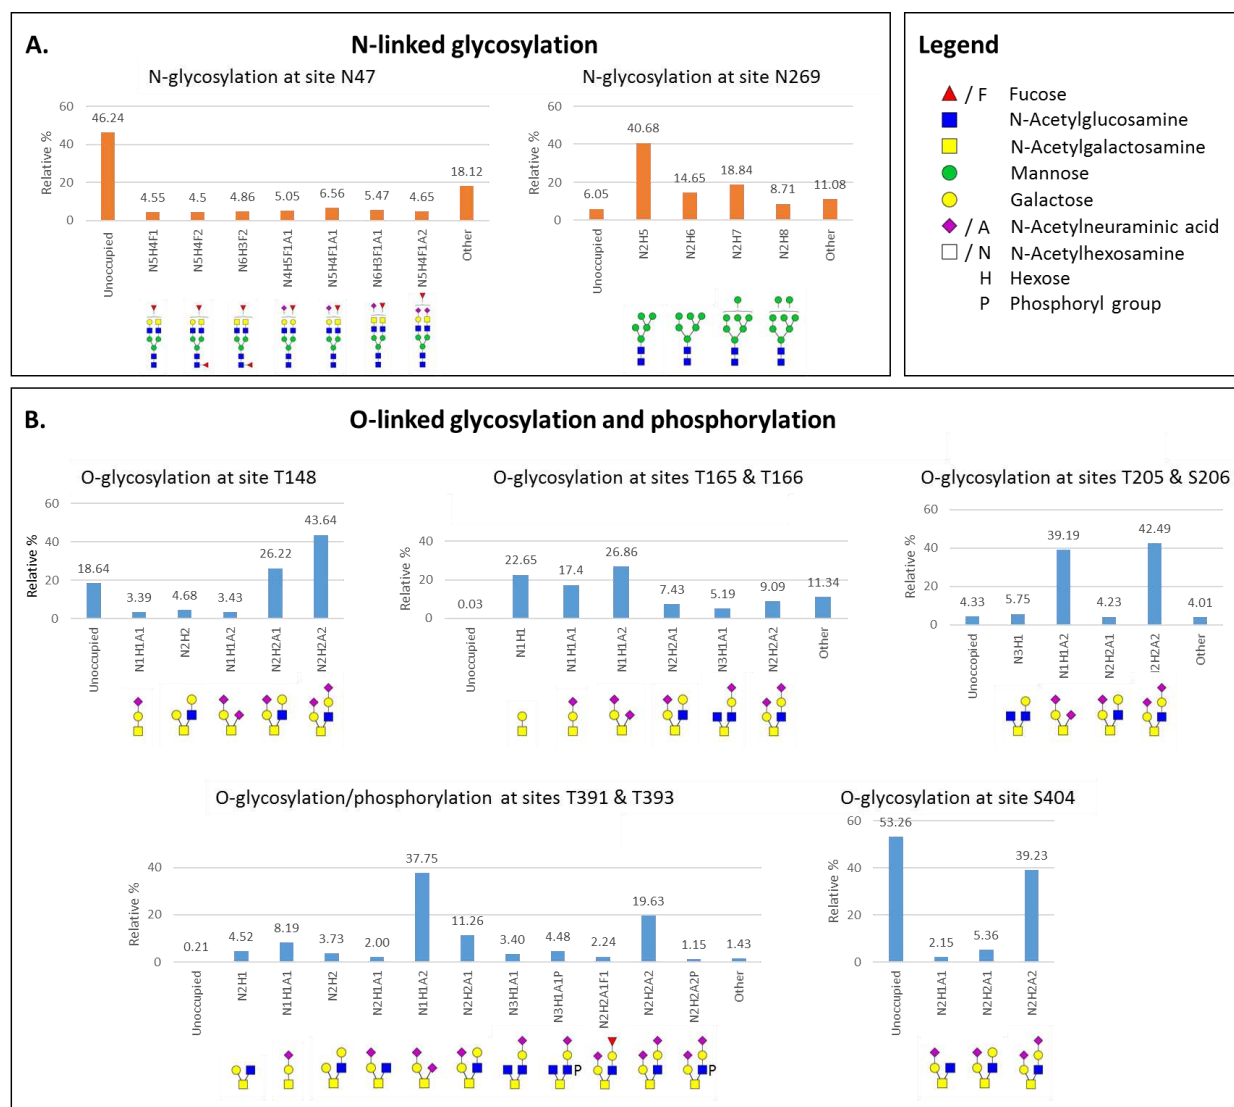 A.
N-linked glycosylation
N-glycosylation at site N47
Relative %
60
40
20
0
46.24
4.55
4.5
4.86
5.05
6.56
5.47
4.65
18.12
Unoccupied
N5H4F1
N5H4F2
N6H3F2
N4H5F1A1
N5H4F1A1
N6H3F1A1
N5H4F1A2
Other
N-glycosylation at site N269
Relative %
60
40
20
0
6.05
40.68
14.65
18.84
8.71
11.08
Unoccupied
N2H5
N2H6
N2H7
N2H8
Other
Legend
/ F Fucose
N-Acetylglucosamine
N-Acetylgalactosamine
Mannose
Galactose
/ A N-Acetylneuraminic acid
/ N N-Acetylhexosamine
H Hexose
P Phosphoryl group
B.
O-linked glycosylation and phosphorylation
O-glycosylation at site T148
Relative %
60
40
20
0
18.64
3.39
4.68
3.43
26.22
43.64
Unoccupied
N1H1A1
N2H2
N1H1A2
N2H2A1
N2H2A2
O-glycosylation at sites T165 & T166
Relative %
40
20
0
0.03
22.65
17.4
26.86
7.43
5.19
9.09
11.34
Unoccupied
N1H1
N1H1A1
N1H1A2
N2H2A1
N3H1A1
N2H2A2
Other
O-glycosylation at sites T205 & S206
Relative %
60
40
20
0
4.33
5.75
39.19
4.23
42.49
4.01
Unoccopied
N3H1
N1H1A2
N2H2A1
I2H2A2
Other
O-glycosylation/phosphorylation at sites T391 & T393
Relative %
40
20
0
0.21
4.52
8.19
3.73
2.00
37.75
11.26
3.40
4.48
2.24
19.63
1.15
1.43
Unoccupied
N2H1
N1H1A1
N2H2
N2H1A1
N1H1A2
N2H2A1
N3H1A1
N3H1A1P
N2H2A1F1
N2H2A2
N2H2A2P
Other
P
P
O-glycosylation at site S404
Relative %
60
40
20
0
53.26
2.15
5.36
39.23
Unoccupied
N2H1A1
N2H2A1
N2H2A2